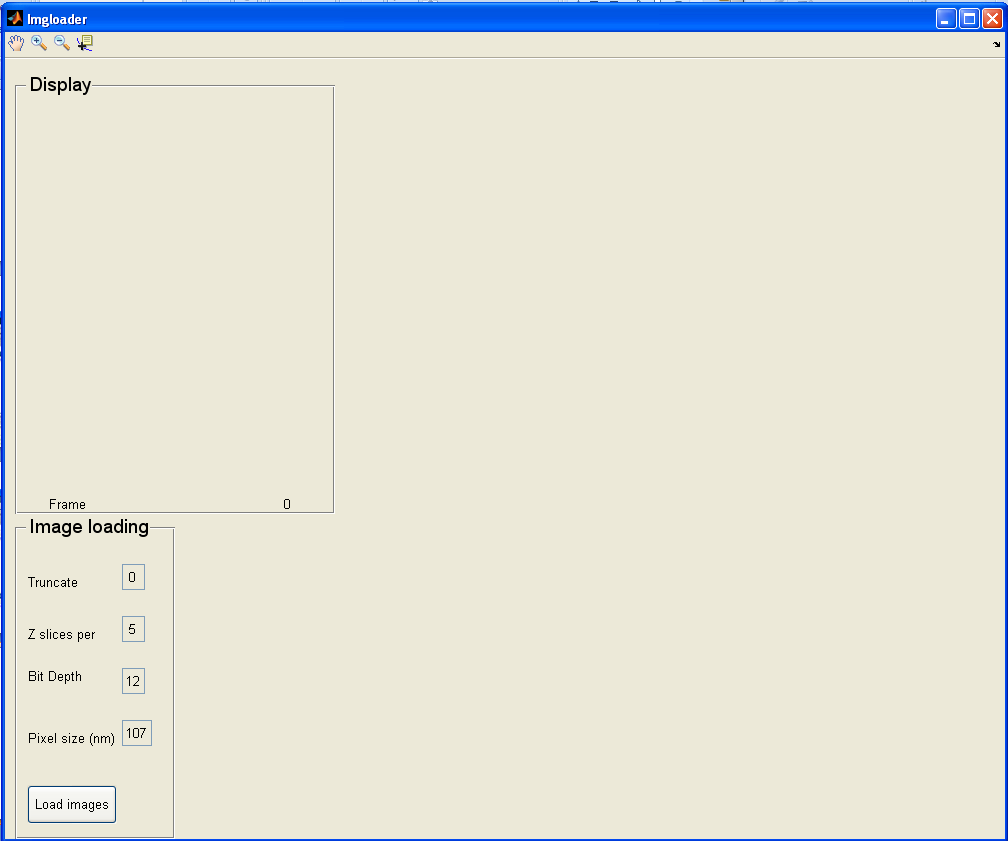 Imgloader
Display
Frame 0
Image loading
Truncate 0
Z slices per 5
Bit Depth 12
Pixel size (nm) 107
Load images